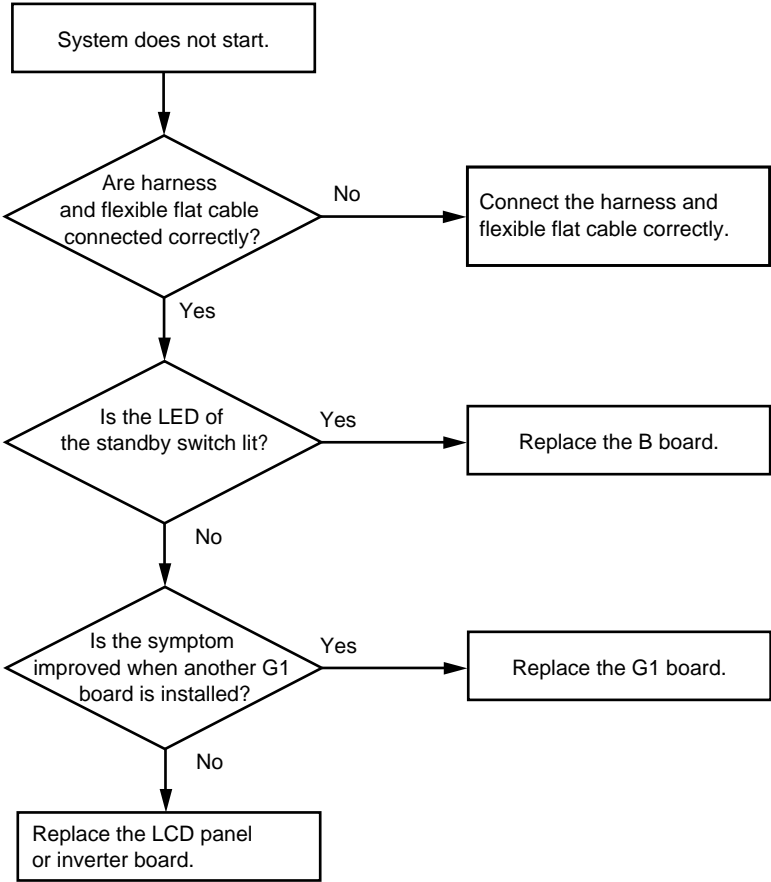 System does not start.
Are harness
and flexible flat cable
connected correctly?
No
Connect the harness and
flexible flat cable correctly.
Yes
Is the LED of
the standby switch lit?
Yes
Replace the B board.
No
Is the symptom
improved when another G1
board is installed?
Yes
Replace the G1 board.
No
Replace the LCD panel
or inverter board.